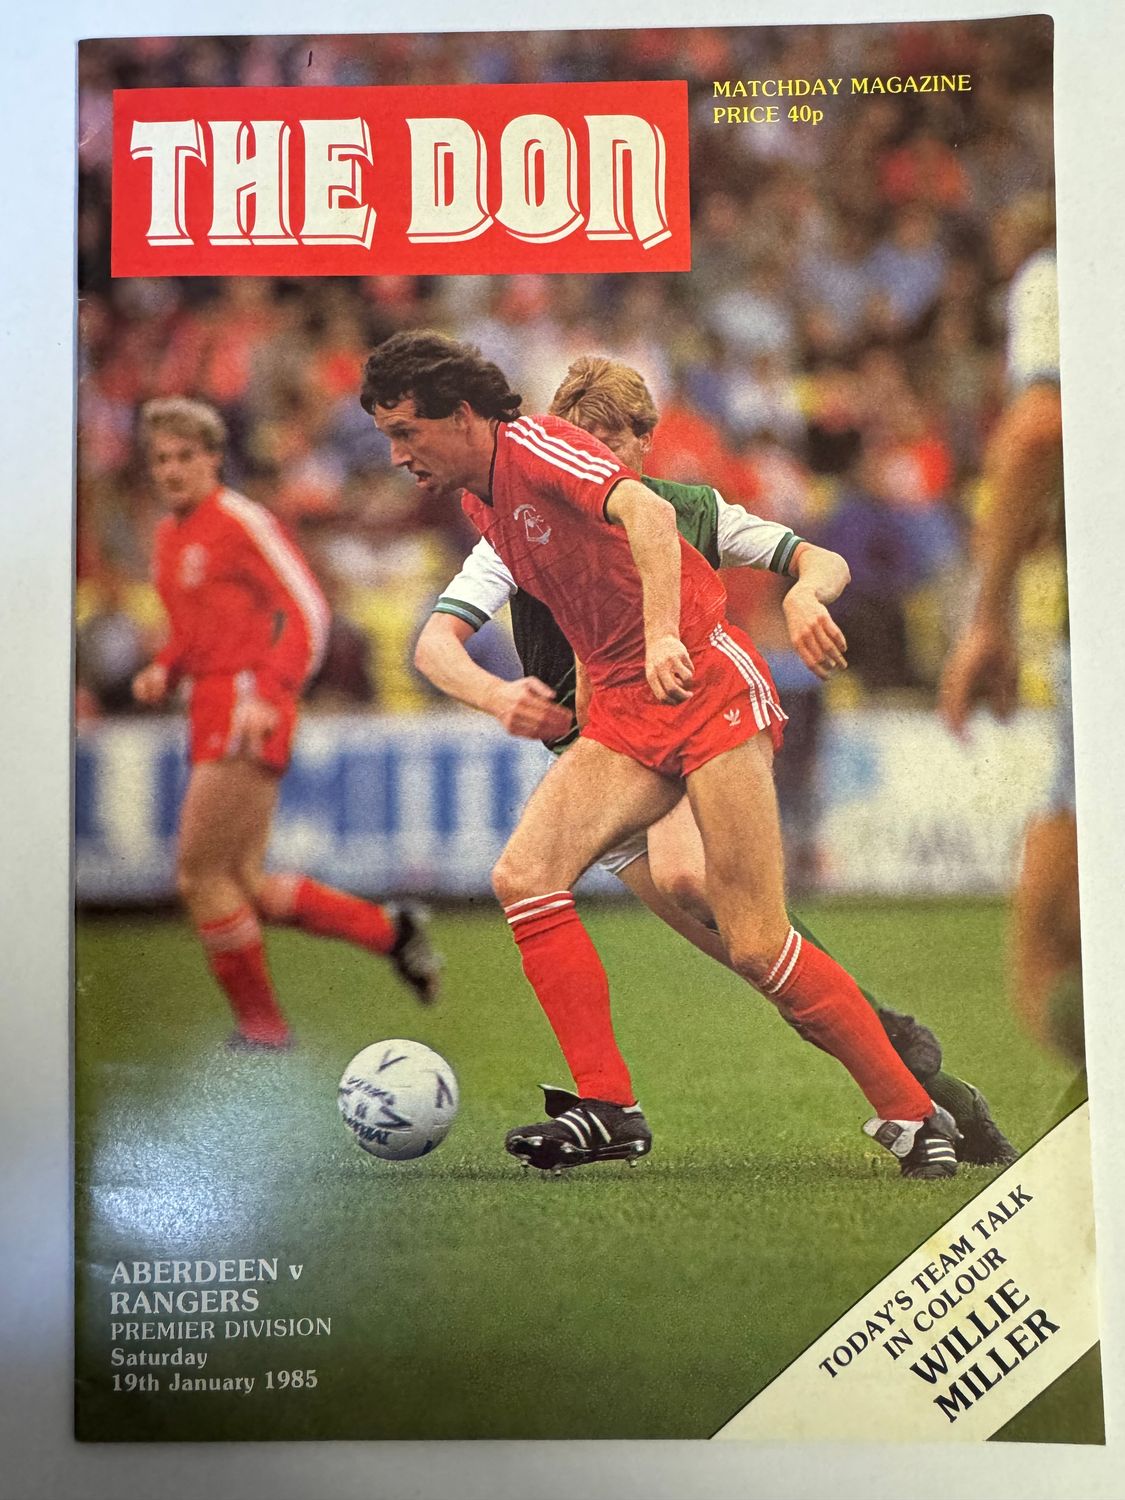 THE DON
MATCHDAY MAGAZINE
PRICE 40p
ABERDEEN v
RANGERS
PREMIER DIVISION
Saturday
19th January 1985
TODAY'S TEAM TALK
IN COLOUR
WILLIE
MILLER